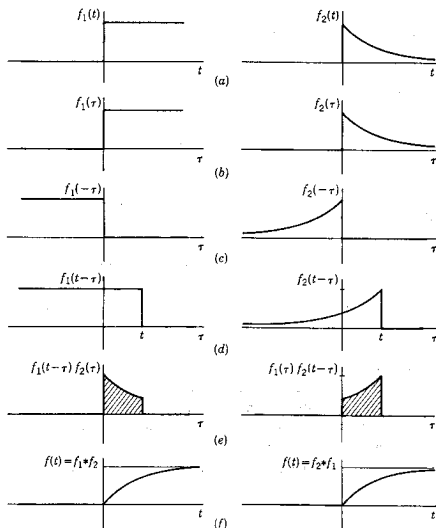 f₁(t) f₂(t)
t t
(a)
f₁(τ) f₂(τ)
τ τ
(b)
f₁(−τ) f₂(−τ)
τ τ
(c)
f₁(t−τ) f₂(t−τ)
t τ t τ
(d)
f₁(t−τ) f₂(τ) f₁(τ) f₂(t−τ)
τ τ
(e)
f(t) = f₁*f₂ f(t) = f₂*f₁
t t
(f)